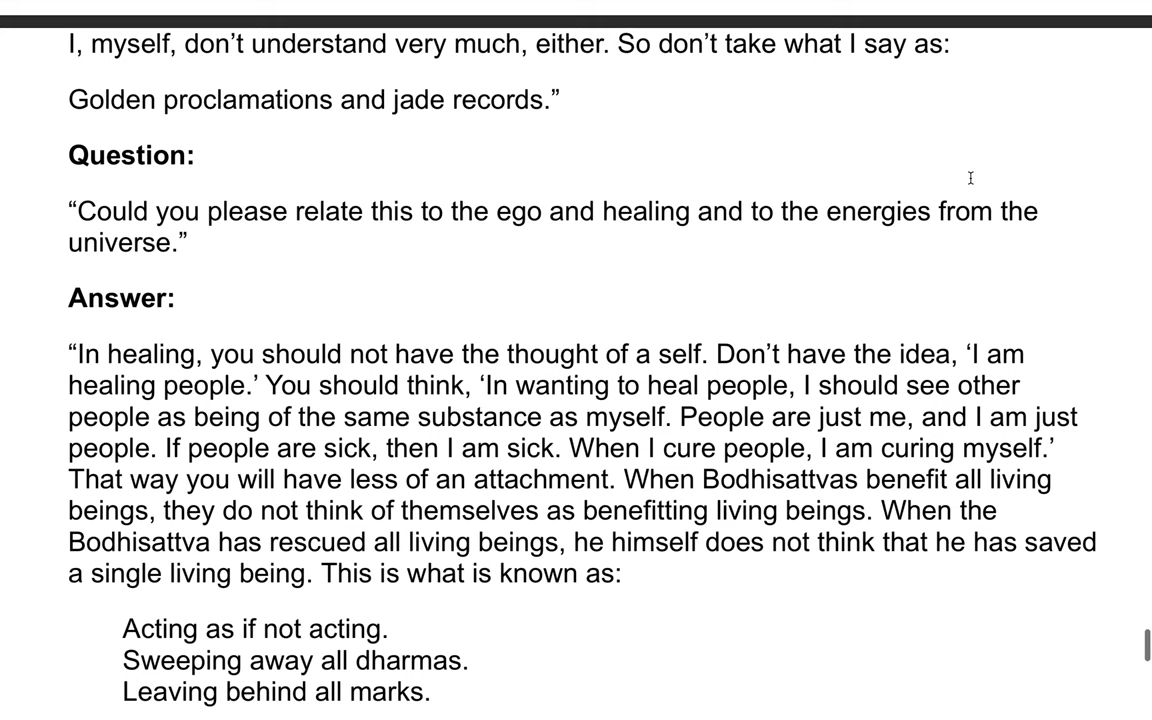 I, myself, don’t understand very much, either. So don’t take what I say as:
Golden proclamations and jade records.”
Question:
“Could you please relate this to the ego and healing and to the energies from the
universe.”
Answer:
“In healing, you should not have the thought of a self. Don’t have the idea, ‘I am
healing people.’ You should think, ‘In wanting to heal people, I should see other
people as being of the same substance as myself. People are just me, and I am just
people. If people are sick, then I am sick. When I cure people, I am curing myself.’
That way you will have less of an attachment. When Bodhisattvas benefit all living
beings, they do not think of themselves as benefitting living beings. When the
Bodhisattva has rescued all living beings, he himself does not think that he has saved
a single living being. This is what is known as:
Acting as if not acting.
Sweeping away all dharmas.
Leaving behind all marks.